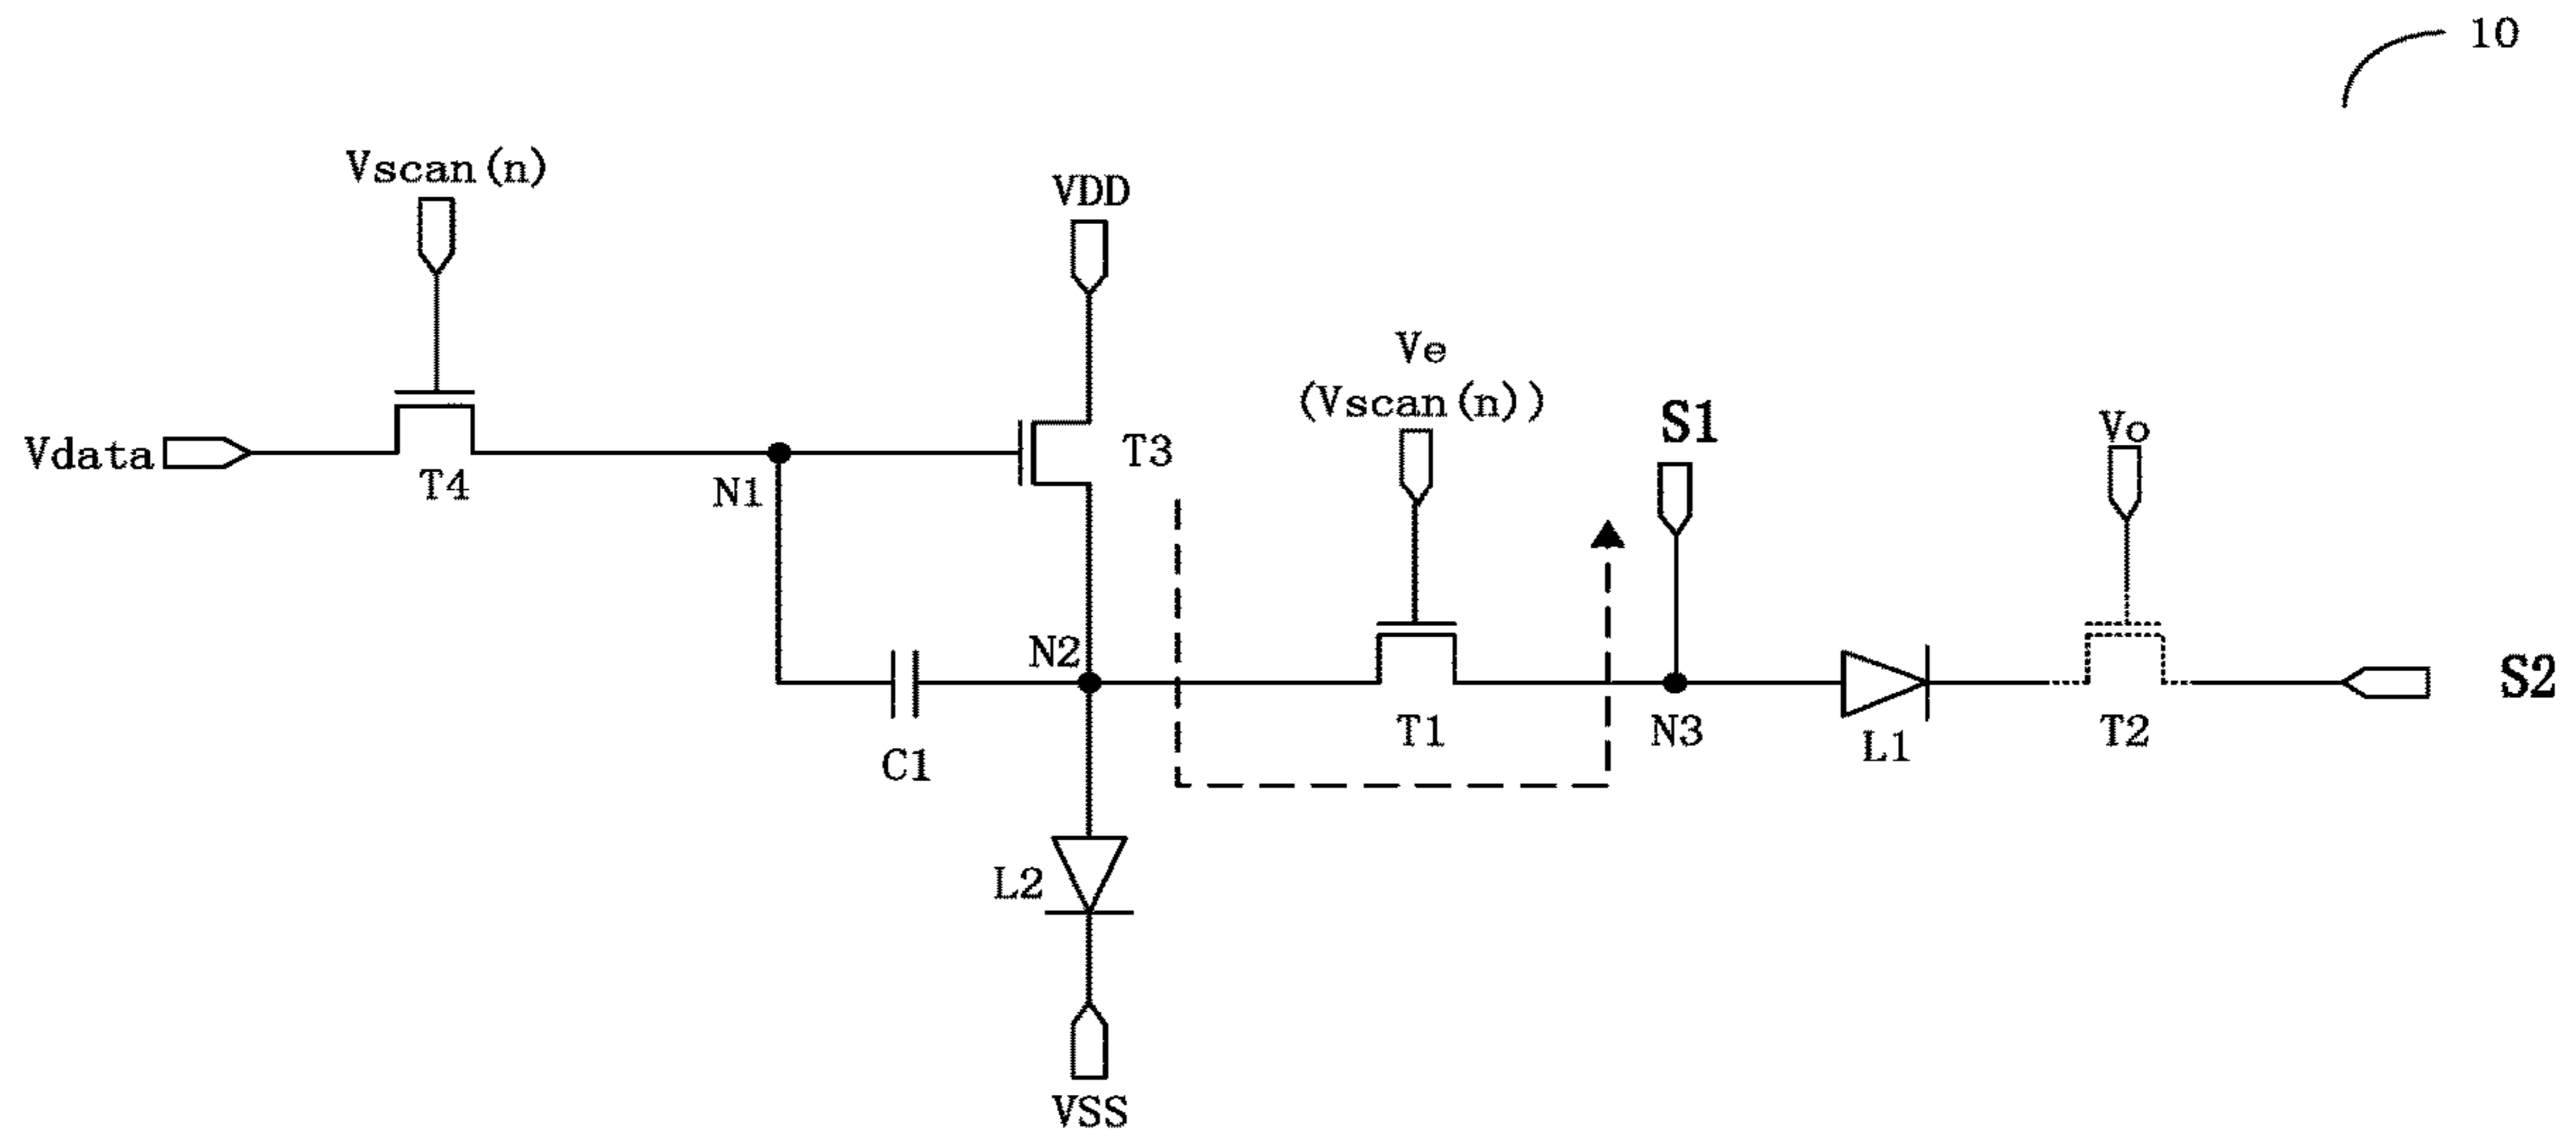 10
Vscan(n)
VDD
Ve
(Vscan(n))
S1
Vo
Vdata
T4
N1
T3
N2
C1
T1
N3
L1
T2
S2
L2
VSS